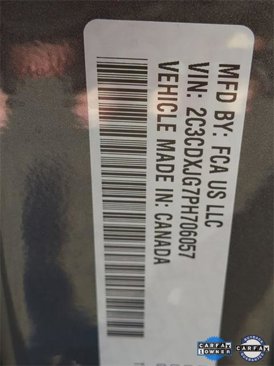 MFD BY: FCA US LLC
VIN: 2C3CDXJG7PH706057
VEHICLE MADE IN: CANADA
CARFAX
1 OWNER
CARFAX